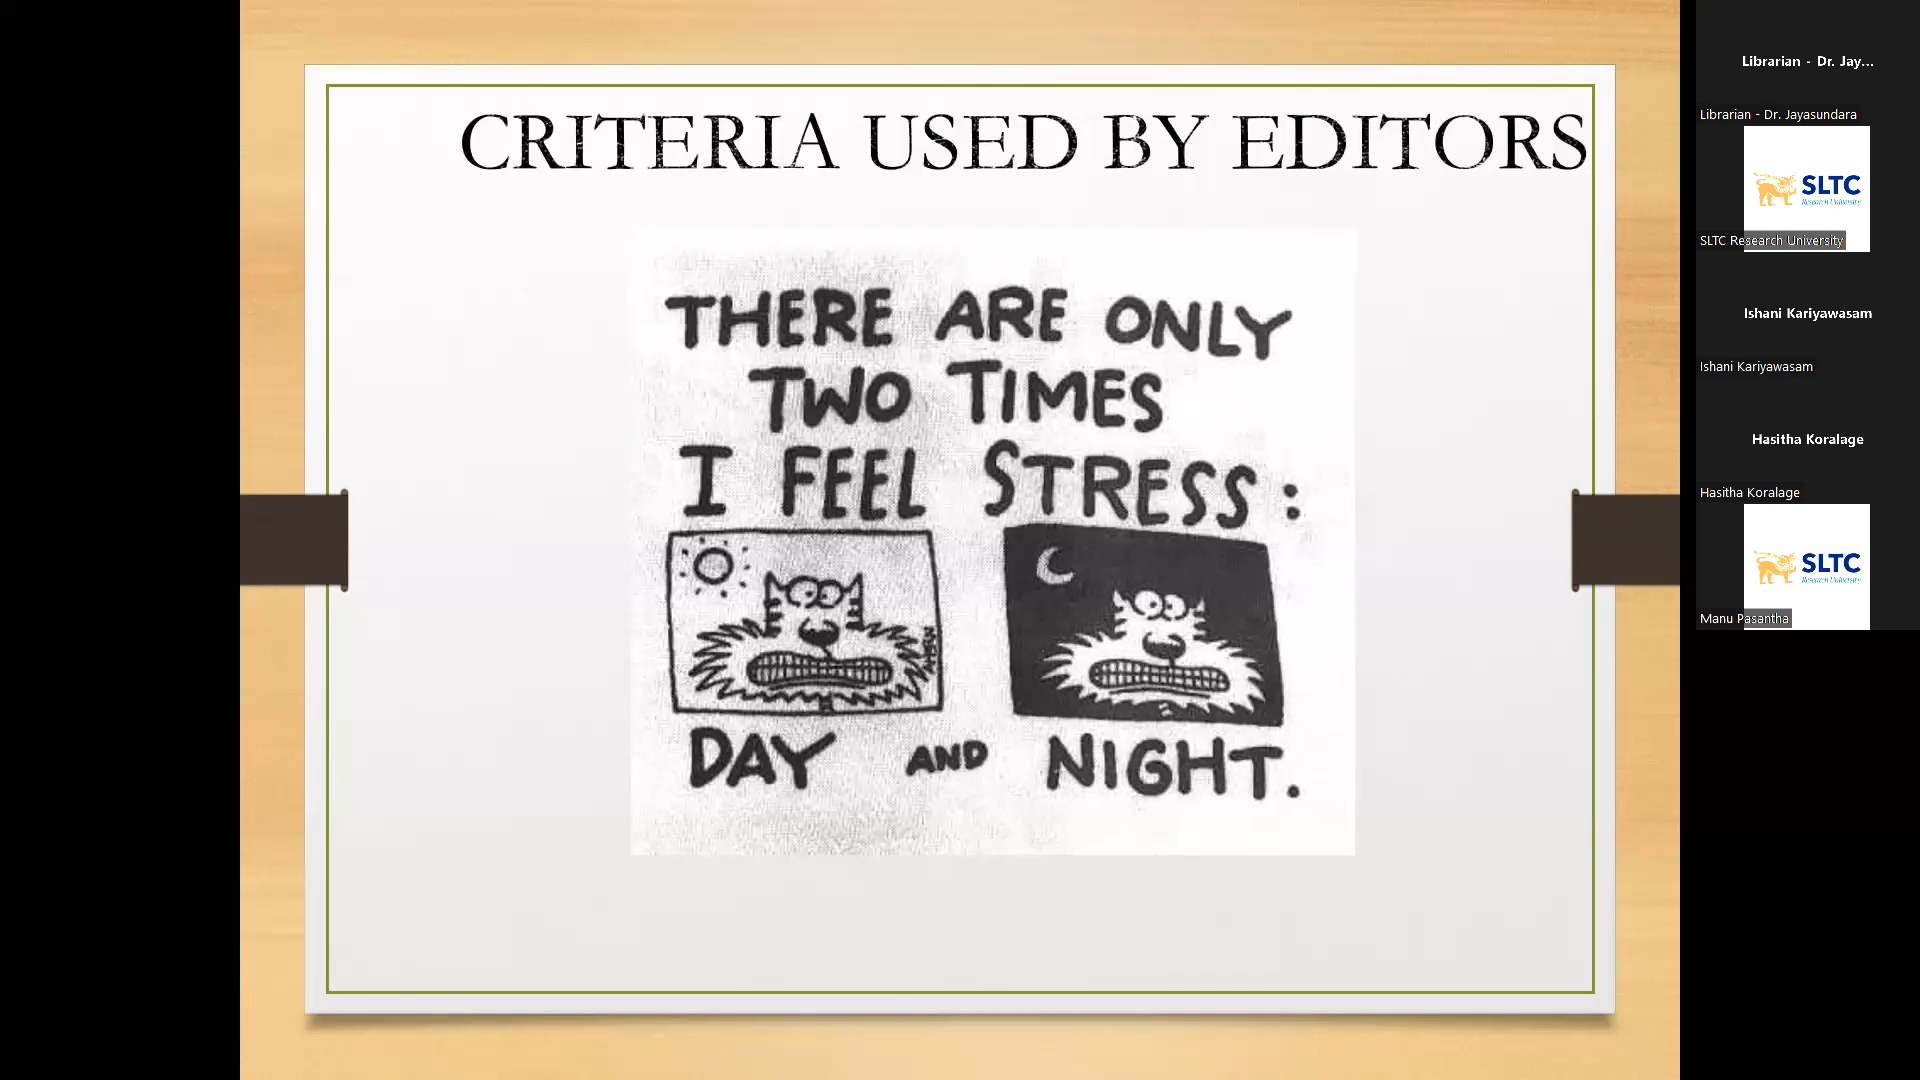 CRITERIA USED BY EDITORS
THERE ARE ONLY
TWO TIMES
I FEEL STRESS:
DAY AND NIGHT.
Librarian - Dr. Jay...
Librarian - Dr. Jayasundara
SLTC
Research University
SLTC Research University
Ishani Kariyawasam
Ishani Kariyawasam
Hasitha Koralage
Hasitha Koralage
SLTC
Research University
Manu Pasantha